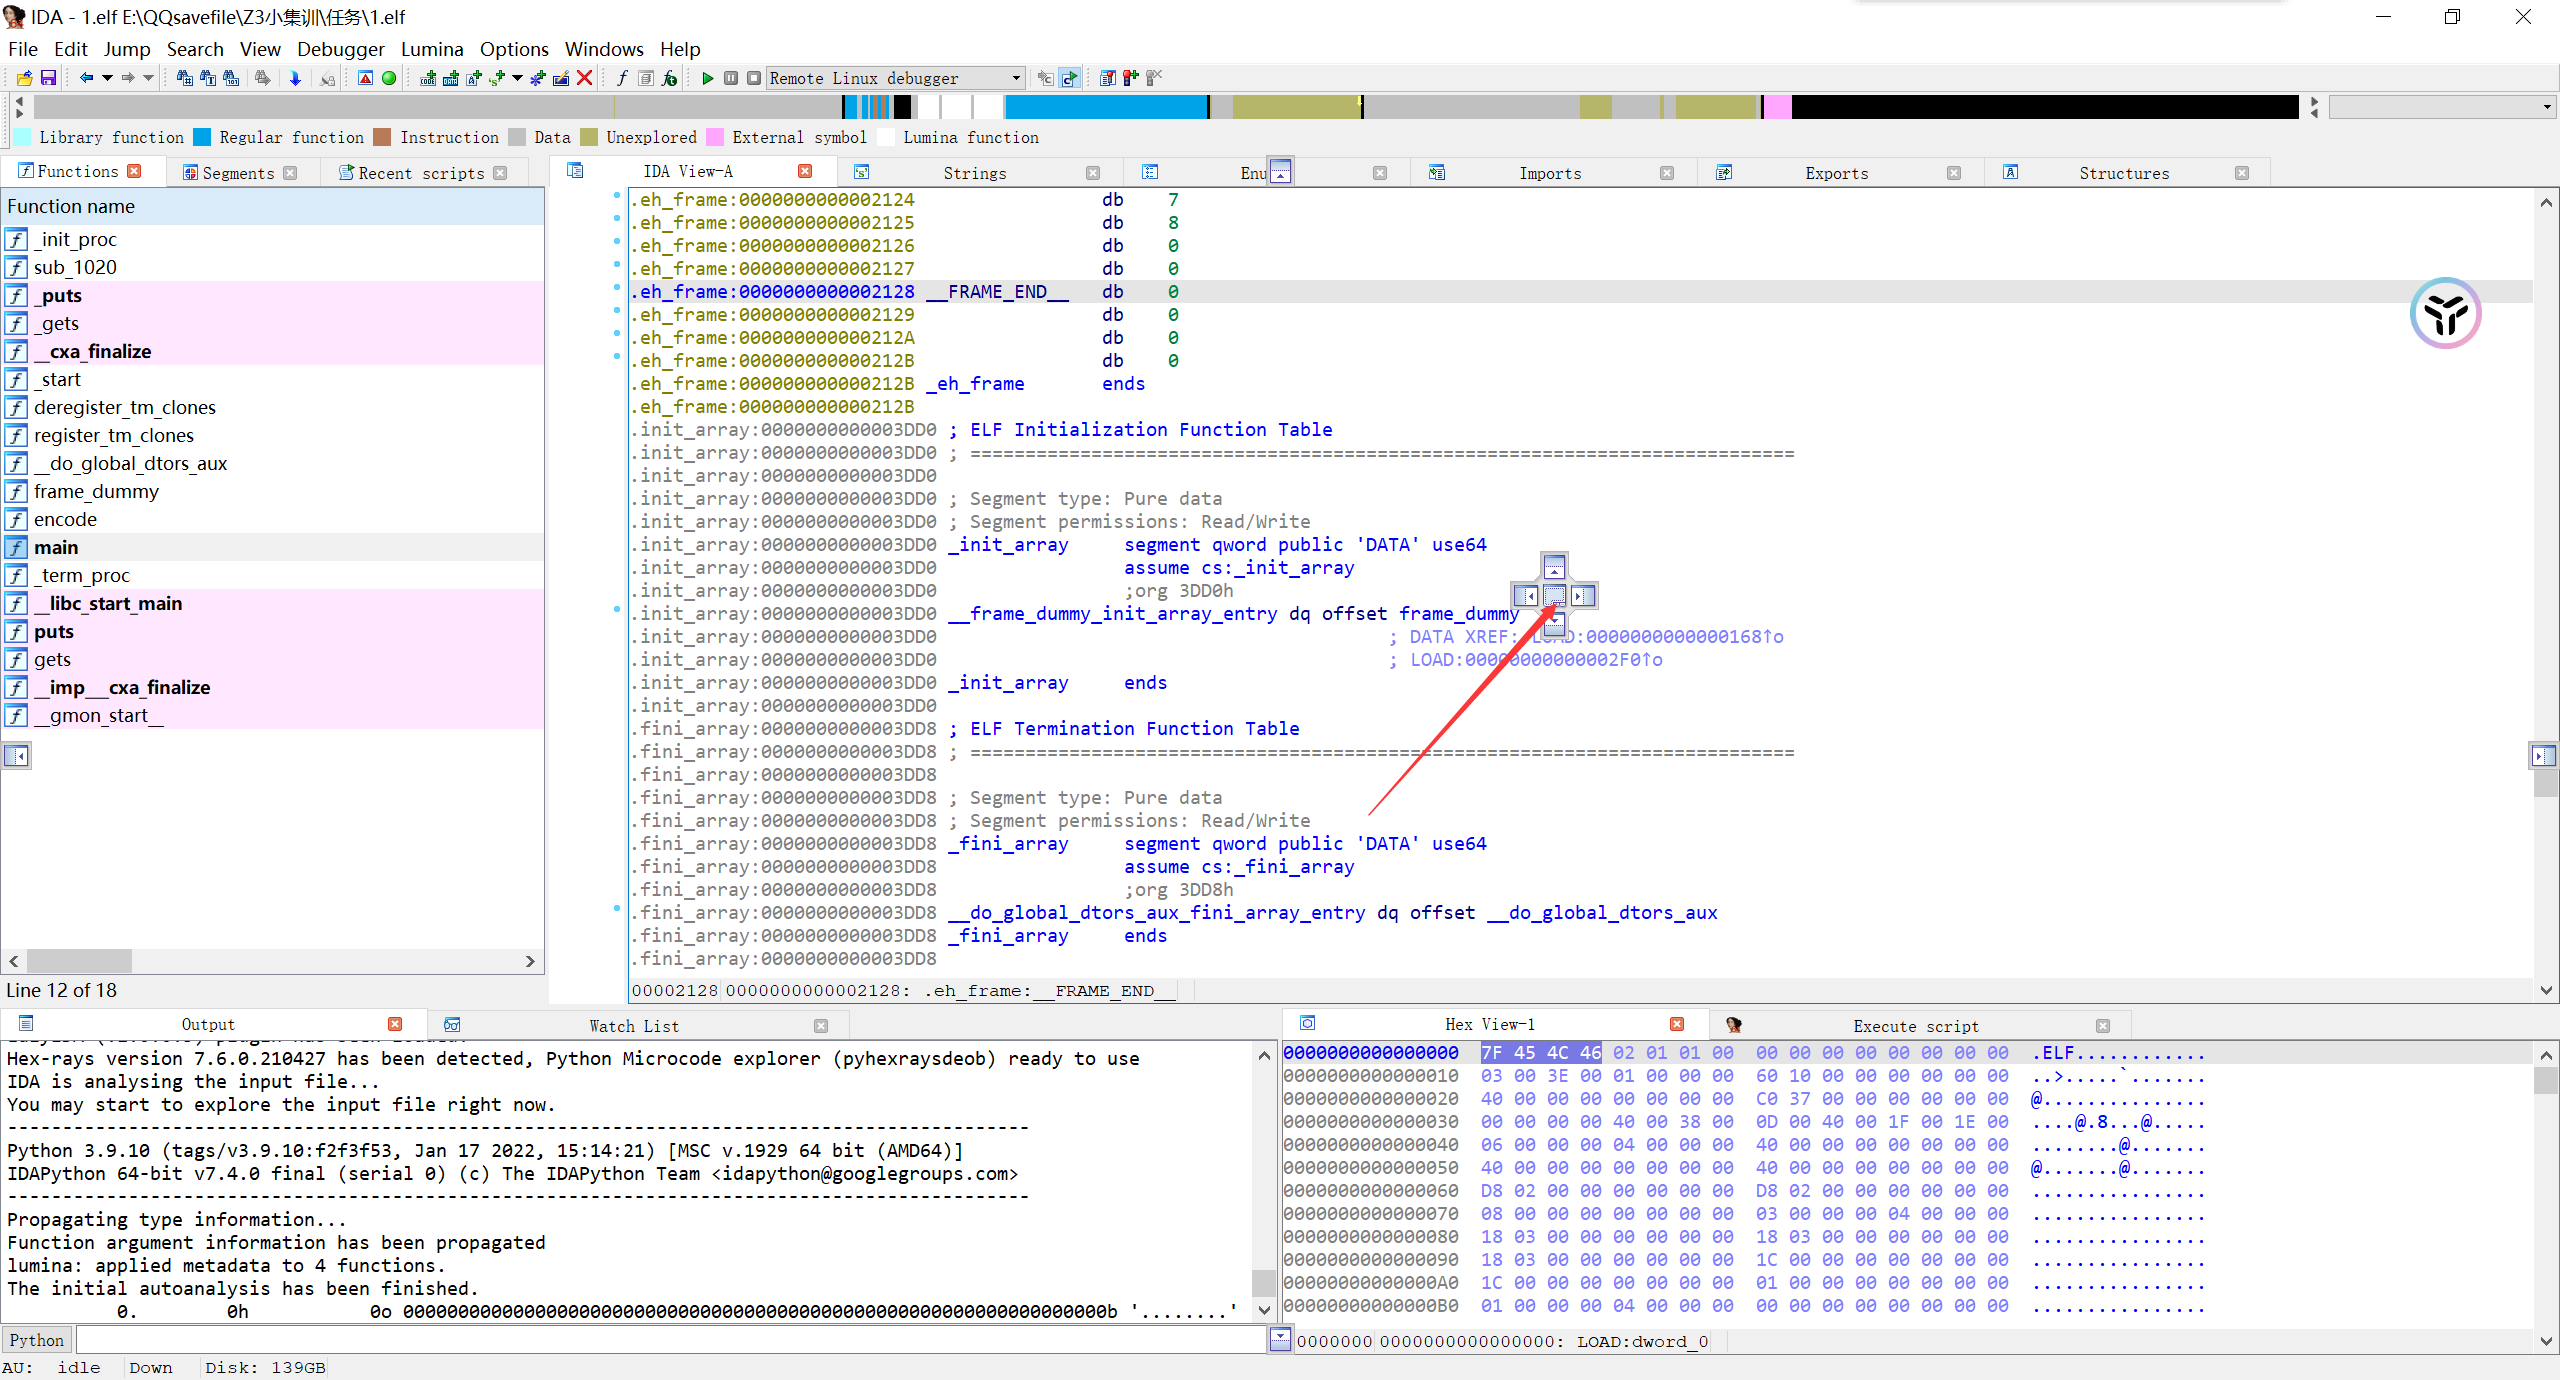 IDA - 1.elf E:\QQsavefile\Z3小集训\任务\1.elf
File Edit Jump Search View Debugger Lumina Options Windows Help
Remote Linux debugger
Library function Regular function Instruction Data Unexplored External symbol Lumina function
Functions Segments Recent scripts IDA View-A Strings Enu Imports Exports Structures
Function name
_init_proc
sub_1020
_puts
_gets
__cxa_finalize
_start
deregister_tm_clones
register_tm_clones
__do_global_dtors_aux
frame_dummy
encode
main
_term_proc
__libc_start_main
puts
gets
__imp___cxa_finalize
__gmon_start__
Line 12 of 18
.eh_frame:0000000000002124 db 7
.eh_frame:0000000000002125 db 8
.eh_frame:0000000000002126 db 0
.eh_frame:0000000000002127 db 0
.eh_frame:0000000000002128 __FRAME_END__ db 0
.eh_frame:0000000000002129 db 0
.eh_frame:000000000000212A db 0
.eh_frame:000000000000212B db 0
.eh_frame:000000000000212B _eh_frame ends
.eh_frame:000000000000212B
.init_array:0000000000003DD0 ; ELF Initialization Function Table
.init_array:0000000000003DD0 ; ===========================================================================
.init_array:0000000000003DD0
.init_array:0000000000003DD0 ; Segment type: Pure data
.init_array:0000000000003DD0 ; Segment permissions: Read/Write
.init_array:0000000000003DD0 _init_array segment qword public 'DATA' use64
.init_array:0000000000003DD0 assume cs:_init_array
.init_array:0000000000003DD0 ;org 3DD0h
.init_array:0000000000003DD0 __frame_dummy_init_array_entry dq offset frame_dummy
.init_array:0000000000003DD0 ; DATA XREF: LOAD:0000000000000168↑o
.init_array:0000000000003DD0 ; LOAD:00000000000002F0↑o
.init_array:0000000000003DD0 _init_array ends
.init_array:0000000000003DD0
.fini_array:0000000000003DD8 ; ELF Termination Function Table
.fini_array:0000000000003DD8 ; ===========================================================================
.fini_array:0000000000003DD8
.fini_array:0000000000003DD8 ; Segment type: Pure data
.fini_array:0000000000003DD8 ; Segment permissions: Read/Write
.fini_array:0000000000003DD8 _fini_array segment qword public 'DATA' use64
.fini_array:0000000000003DD8 assume cs:_fini_array
.fini_array:0000000000003DD8 ;org 3DD8h
.fini_array:0000000000003DD8 __do_global_dtors_aux_fini_array_entry dq offset __do_global_dtors_aux
.fini_array:0000000000003DD8 _fini_array ends
.fini_array:0000000000003DD8
00002128 0000000000002128: .eh_frame:__FRAME_END__
Output Watch List
Hex-rays version 7.6.0.210427 has been detected, Python Microcode explorer (pyhexraysdeob) ready to use
IDA is analysing the input file...
You may start to explore the input file right now.
---------------------------------------------------------------------------------------------
Python 3.9.10 (tags/v3.9.10:f2f3f53, Jan 17 2022, 15:14:21) [MSC v.1929 64 bit (AMD64)]
IDAPython 64-bit v7.4.0 final (serial 0) (c) The IDAPython Team <idapython@googlegroups.com>
---------------------------------------------------------------------------------------------
Propagating type information...
Function argument information has been propagated
lumina: applied metadata to 4 functions.
The initial autoanalysis has been finished.
0. 0h 0o 0000000000000000000000000000000000000000000000000000000000000000b '........'
Python
AU: idle Down Disk: 139GB
Hex View-1 Execute script
0000000000000000 7F 45 4C 46 02 01 01 00 00 00 00 00 00 00 00 00 .ELF............
0000000000000010 03 00 3E 00 01 00 00 00 60 10 00 00 00 00 00 00 ..>.....`.......
0000000000000020 40 00 00 00 00 00 00 00 C0 37 00 00 00 00 00 00 @...............
0000000000000030 00 00 00 00 40 00 38 00 0D 00 40 00 1F 00 1E 00 ....@.8...@.....
0000000000000040 06 00 00 00 04 00 00 00 40 00 00 00 00 00 00 00 ........@.......
0000000000000050 40 00 00 00 00 00 00 00 40 00 00 00 00 00 00 00 @.......@.......
0000000000000060 D8 02 00 00 00 00 00 00 D8 02 00 00 00 00 00 00 ................
0000000000000070 08 00 00 00 00 00 00 00 03 00 00 00 04 00 00 00 ................
0000000000000080 18 03 00 00 00 00 00 00 18 03 00 00 00 00 00 00 ................
0000000000000090 18 03 00 00 00 00 00 00 1C 00 00 00 00 00 00 00 ................
00000000000000A0 1C 00 00 00 00 00 00 00 01 00 00 00 00 00 00 00 ................
00000000000000B0 01 00 00 00 04 00 00 00 00 00 00 00 00 00 00 00 ................
0000000 0000000000000000: LOAD:dword_0